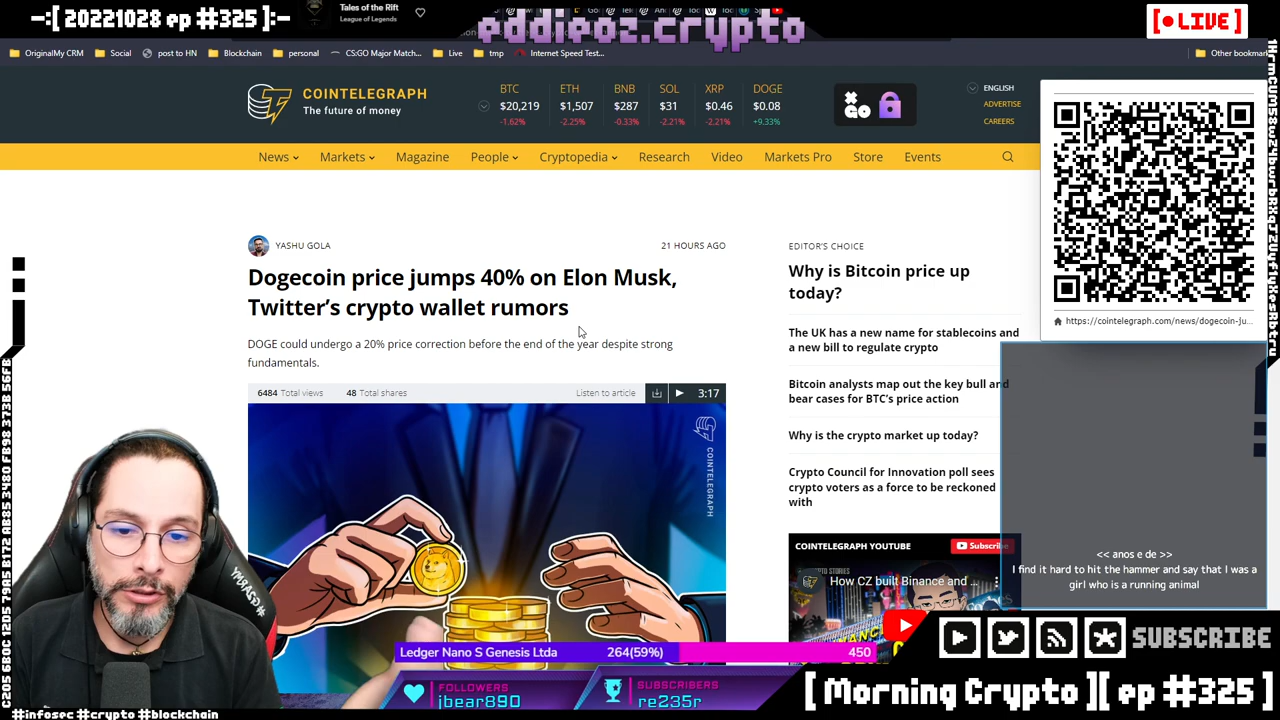 -:[ 20221028 ep #325 ]:-
Tales of the Rift
League of Legends
eddieoz.crypto
[● LIVE]
OriginalMy CRM
Social
post to HN
Blockchain
personal
CS:GO Major Match...
Live
tmp
Internet Speed Test...
Other bookmar
COINTELEGRAPH
The future of money
BTC ETH BNB SOL XRP DOGE
$20,219 $1,507 $287 $31 $0.46 $0.08
-1.62% -2.25% -0.33% -2.21% -2.21% +9.33%
ENGLISH
ADVERTISE
CAREERS
News Markets Magazine People Cryptopedia Research Video Markets Pro Store Events
YASHU GOLA
21 HOURS AGO
Dogecoin price jumps 40% on Elon Musk,
Twitter's crypto wallet rumors
DOGE could undergo a 20% price correction before the end of the year despite strong
fundamentals.
6484 Total views
48 Total shares
Listen to article
3:17
COINTELEGRAPH
EDITOR'S CHOICE
Why is Bitcoin price up
today?
The UK has a new name for stablecoins and
a new bill to regulate crypto
Bitcoin analysts map out the key bull and
bear cases for BTC's price action
Why is the crypto market up today?
Crypto Council for Innovation poll sees
crypto voters as a force to be reckoned
with
COINTELEGRAPH YOUTUBE
Subscribe
How CZ built Binance and ...
https://cointelegraph.com/news/dogecoin-ju...
<< anos e de >>
I find it hard to hit the hammer and say that I was a
girl who is a running animal
Ledger Nano S Genesis Ltda
264(59%)
450
FOLLOWERS
jbear890
SUBSCRIBERS
re235r
SUBSCRIBE
[ Morning Crypto ][ ep #325 ]
#infosec #crypto #blockchain